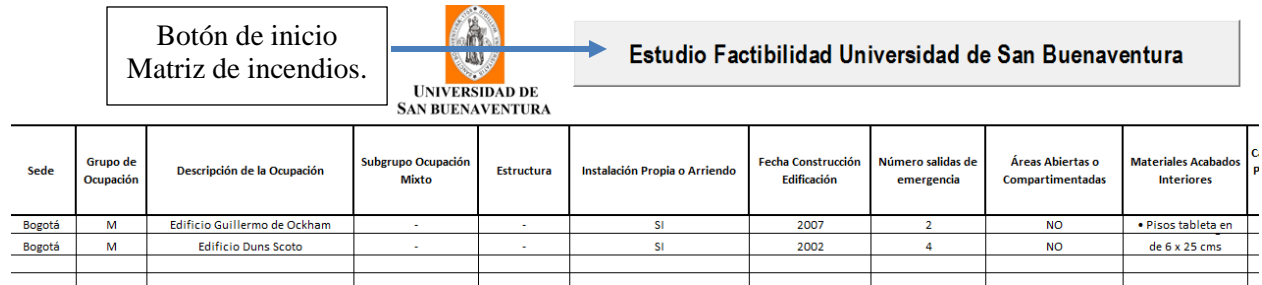 Botón de inicio
Matriz de incendios.
UNIVERSIDAD DE
SAN BUENAVENTURA
Estudio Factibilidad Universidad de San Buenaventura
Sede
Grupo de
Ocupación
Descripción de la Ocupación
Subgrupo Ocupación
Mixto
Estructura
Instalación Propia o Arriendo
Fecha Construcción
Edificación
Número salidas de
emergencia
Áreas Abiertas o
Compartimentadas
Materiales Acabados
Interiores
Bogotá M Edificio Guillermo de Ockham - - SI 2007 2 NO • Pisos tableta en
Bogotá M Edificio Duns Scoto - - SI 2002 4 NO de 6 x 25 cms